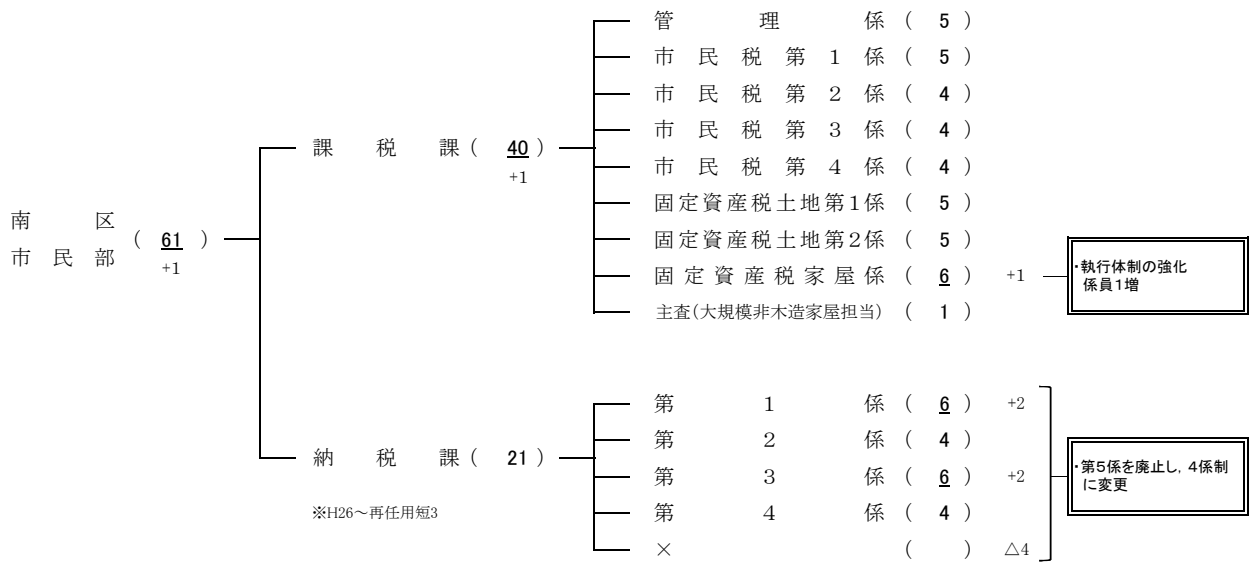 管理係( 5 )
市民税第1係( 5 )
市民税第2係( 4 )
市民税第3係( 4 )
課税課( 40 )
+1
市民税第4係( 4 )
固定資産税土地第1係( 5 )
南区
市民部
( 61 )
+1
固定資産税土地第2係( 5 )
固定資産税家屋係( 6 ) +1
・執行体制の強化
係員1増
主査(大規模非木造家屋担当)( 1 )
第1係( 6 ) +2
第2係( 4 )
納税課( 21 )
第3係( 6 ) +2
・第5係を廃止し，4係制
に変更
※H26～再任用短3
第4係( 4 )
×( ) △4